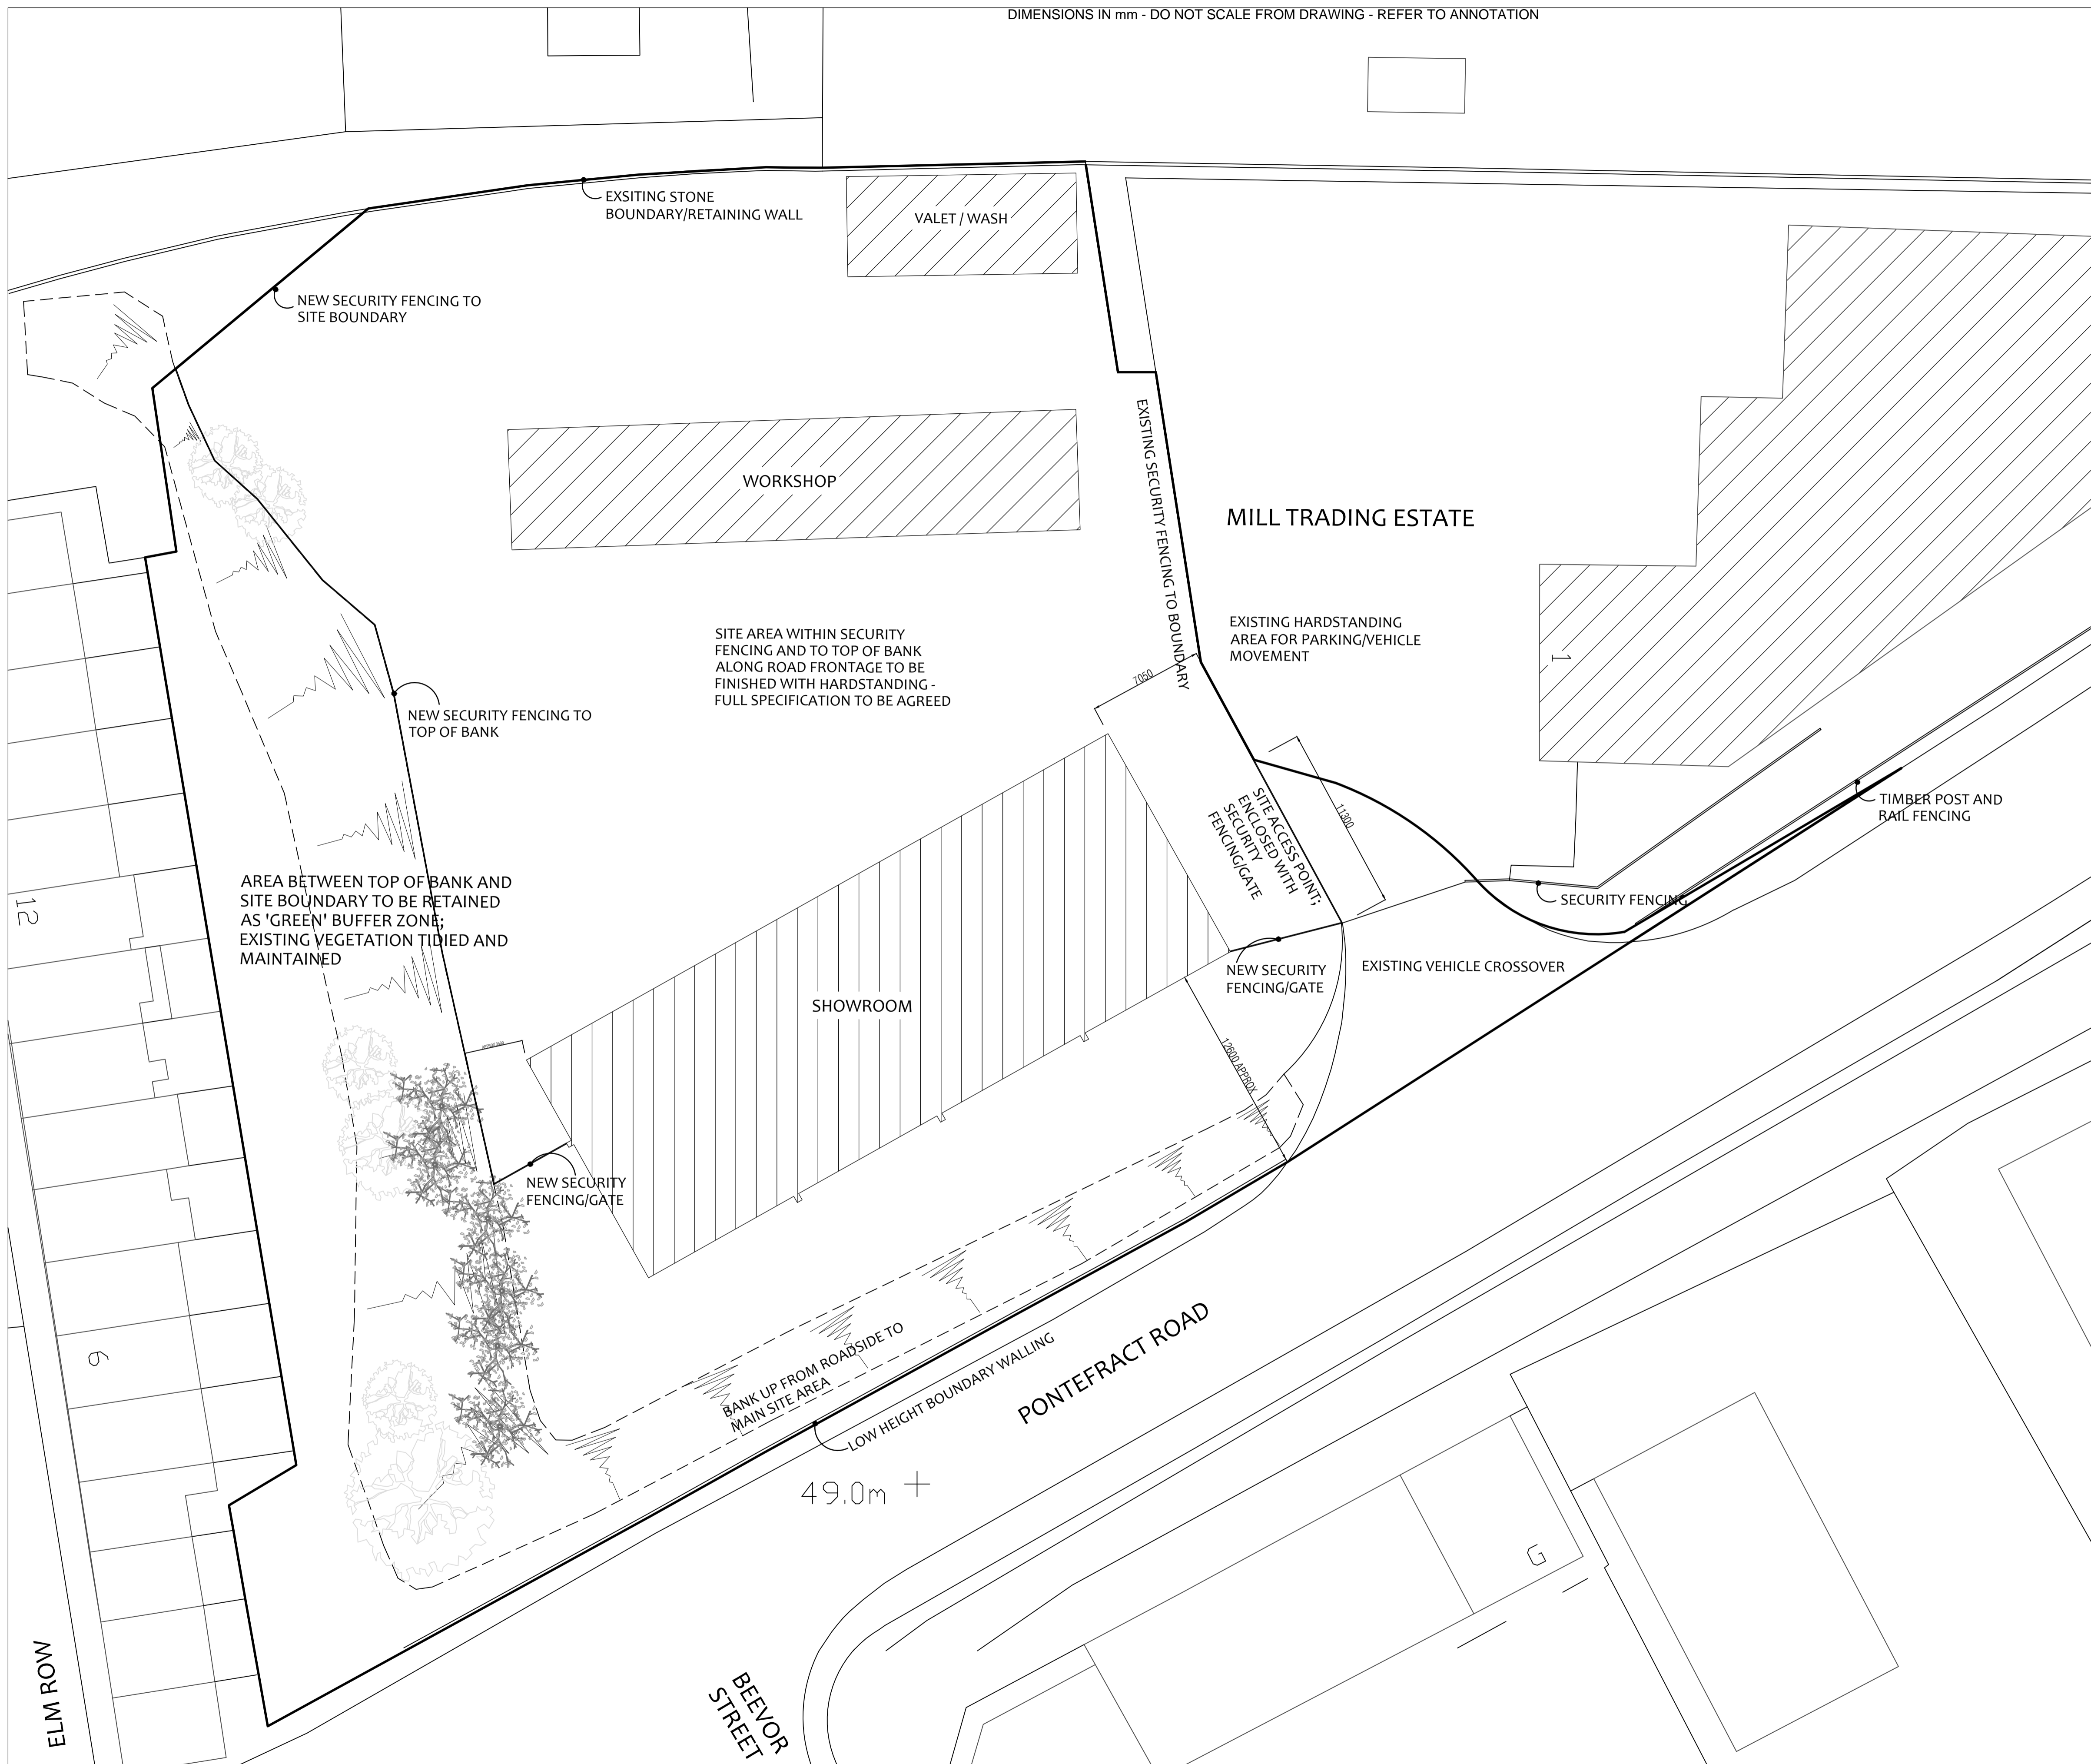 DIMENSIONS IN mm - DO NOT SCALE FROM DRAWING - REFER TO ANNOTATION
EXSITING STONE
BOUNDARY/RETAINING WALL
VALET / WASH
NEW SECURITY FENCING TO
SITE BOUNDARY
WORKSHOP
EXISTING SECURITY FENCING TO BOUNDARY
MILL TRADING ESTATE
SITE AREA WITHIN SECURITY
FENCING AND TO TOP OF BANK
ALONG ROAD FRONTAGE TO BE
FINISHED WITH HARDSTANDING -
FULL SPECIFICATION TO BE AGREED
EXISTING HARDSTANDING
AREA FOR PARKING/VEHICLE
MOVEMENT
1
7050
NEW SECURITY FENCING TO
TOP OF BANK
11300
SITE ACCESS POINT;
ENCLOSED WITH
SECURITY
FENCING/GATE
TIMBER POST AND
RAIL FENCING
SECURITY FENCING
AREA BETWEEN TOP OF BANK AND
SITE BOUNDARY TO BE RETAINED
AS 'GREEN' BUFFER ZONE;
EXISTING VEGETATION TIDIED AND
MAINTAINED
12
NEW SECURITY
FENCING/GATE
EXISTING VEHICLE CROSSOVER
SHOWROOM
12600 APPROX
NEW SECURITY
FENCING/GATE
BANK UP FROM ROADSIDE TO
MAIN SITE AREA
LOW HEIGHT BOUNDARY WALLING
PONTEFRACT ROAD
6
49.0m
G
ELM ROW
BEEVOR
STREET